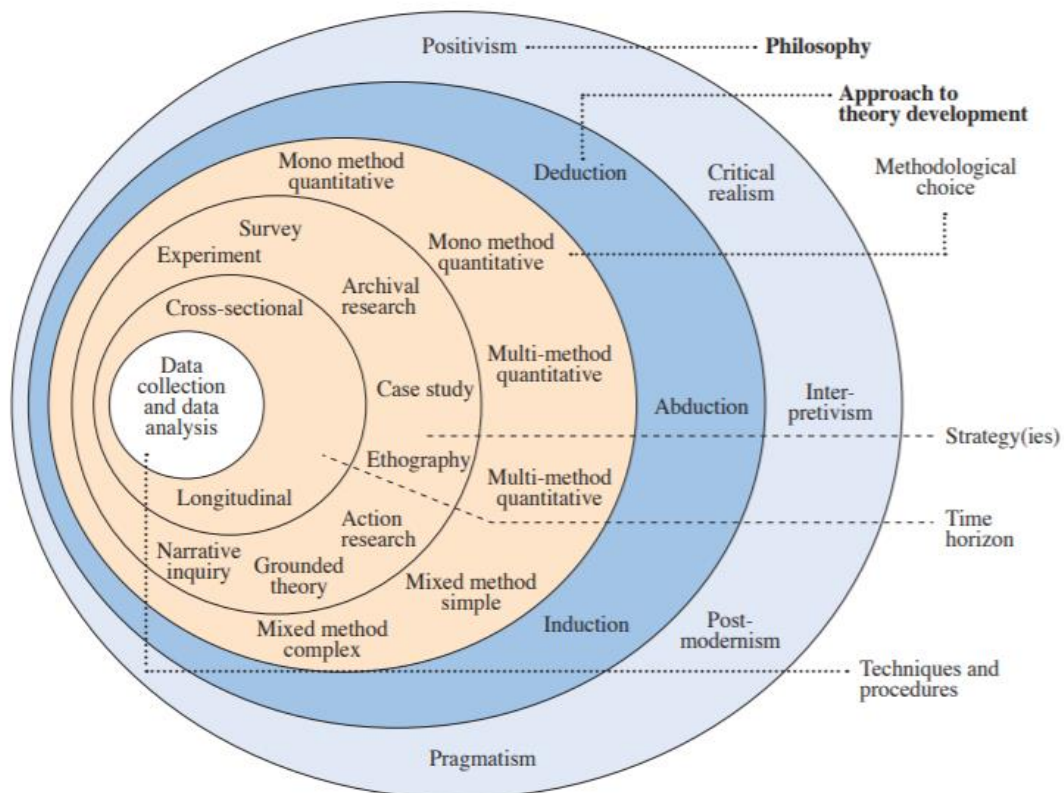 Positivism
Philosophy
Approach to
theory development
Mono method
quantitative
Deduction
Critical
realism
Methodological
choice
Survey
Experiment
Mono method
quantitative
Archival
research
Cross-sectional
Data
collection
and data
analysis
Multi-method
quantitative
Case study
Abduction
Inter-
pretivism
Strategy(ies)
Ethography
Multi-method
quantitative
Longitudinal
Time
horizon
Action
research
Narrative
inquiry
Grounded
theory
Mixed method
simple
Mixed method
complex
Induction
Post-
modernism
Techniques and
procedures
Pragmatism